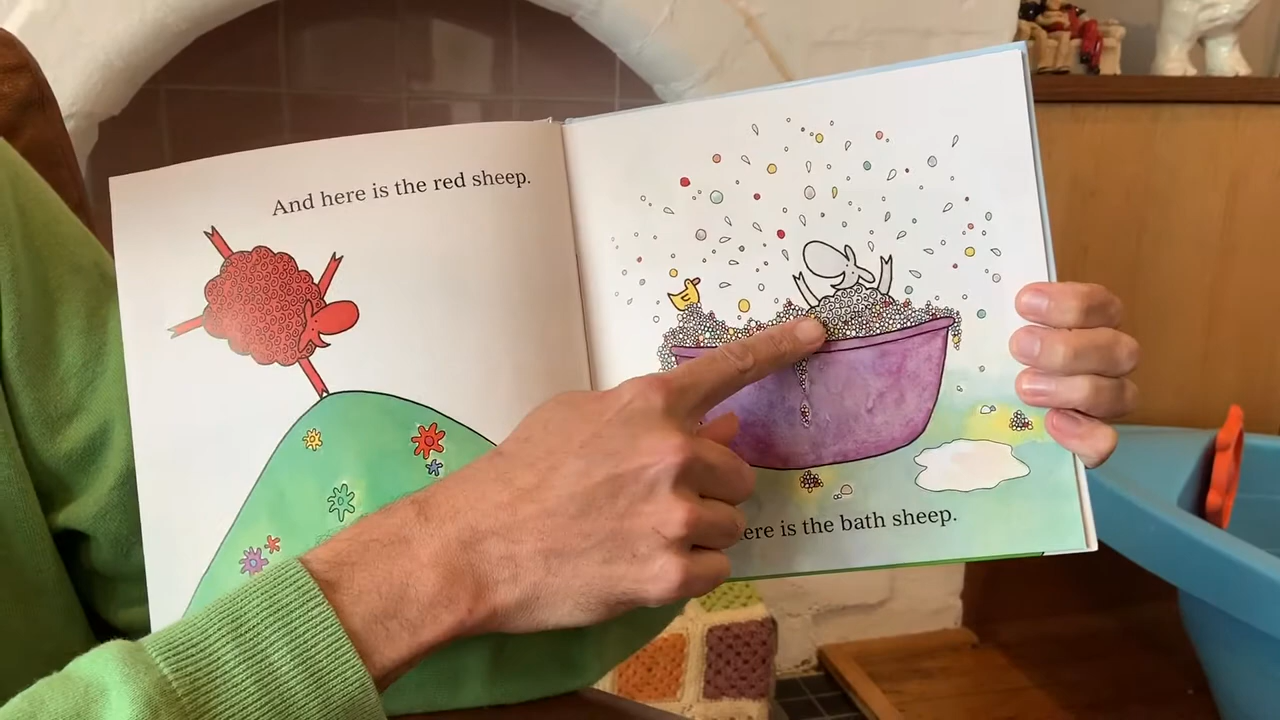 And here is the red sheep.
ere is the bath sheep.